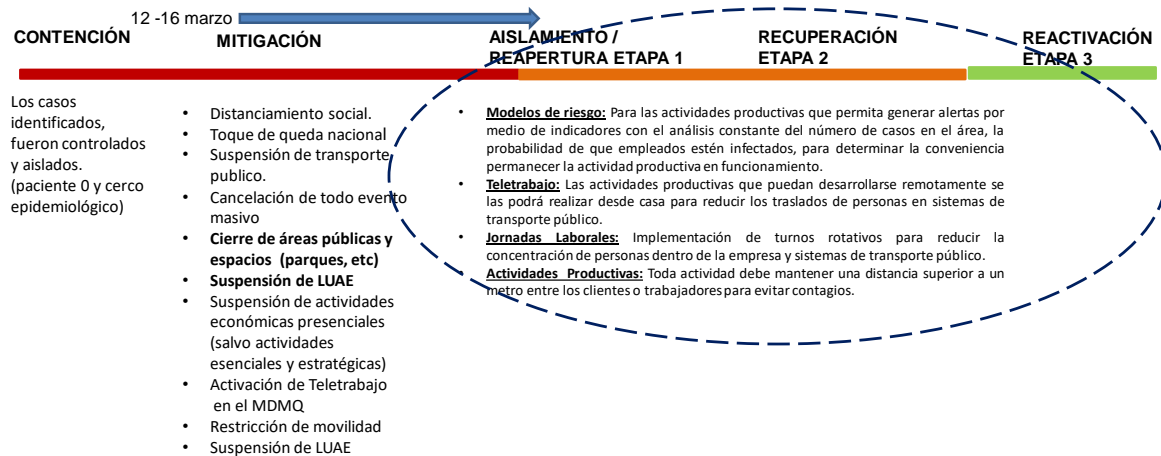 12 -16 marzo
CONTENCIÓN
MITIGACIÓN
AISLAMIENTO /
REAPERTURA ETAPA 1
RECUPERACIÓN
ETAPA 2
REACTIVACIÓN
ETAPA 3
Los casos
identificados,
fueron controlados
y aislados.
(paciente 0 y cerco
epidemiológico)
• Distanciamiento social.
• Toque de queda nacional
• Suspensión de transporte
publico.
• Cancelación de todo evento
masivo
• Cierre de áreas públicas y
espacios (parques, etc)
• Suspensión de LUAE
• Suspensión de actividades
económicas presenciales
(salvo actividades
esenciales y estratégicas)
• Activación de Teletrabajo
en el MDMQ
• Restricción de movilidad
• Suspensión de LUAE
• Modelos de riesgo: Para las actividades productivas que permita generar alertas por
medio de indicadores con el análisis constante del número de casos en el área, la
probabilidad de que empleados estén infectados, para determinar la conveniencia
permanecer la actividad productiva en funcionamiento.
• Teletrabajo: Las actividades productivas que puedan desarrollarse remotamente se
las podrá realizar desde casa para reducir los traslados de personas en sistemas de
transporte público.
• Jornadas Laborales: Implementación de turnos rotativos para reducir la
concentración de personas dentro de la empresa y sistemas de transporte público.
• Actividades Productivas: Toda actividad debe mantener una distancia superior a un
metro entre los clientes o trabajadores para evitar contagios.